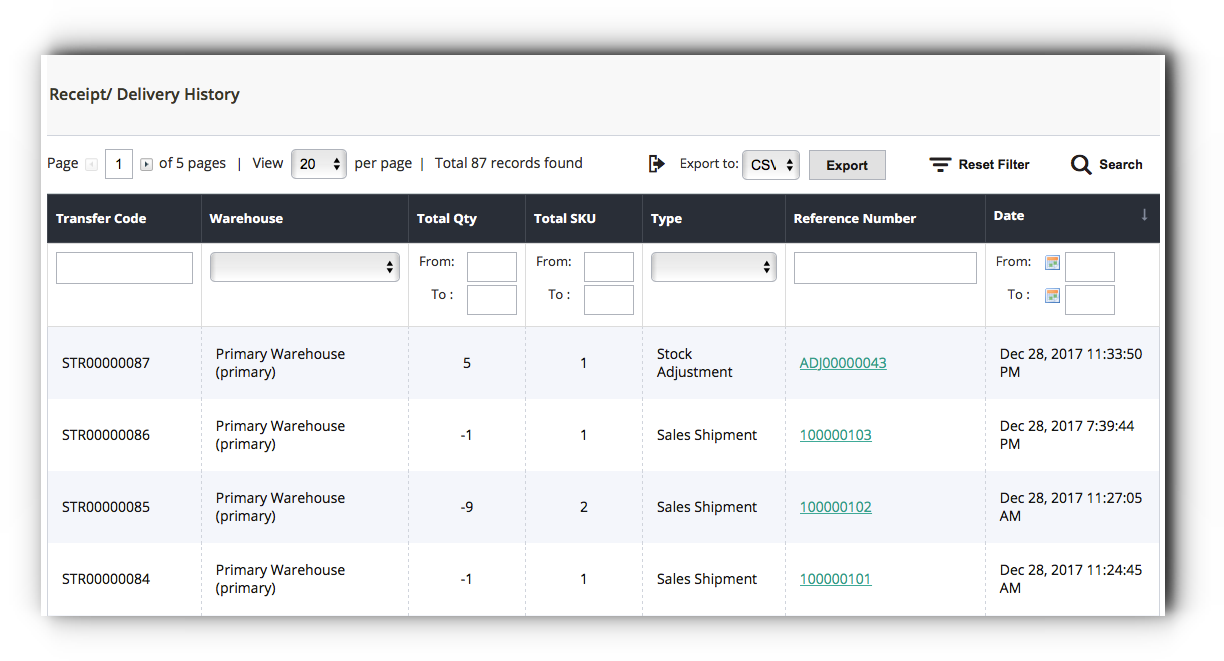 Receipt/ Delivery History
Page 1 of 5 pages | View 20 per page | Total 87 records found Export to: CSV Export Reset Filter Search
Transfer Code Warehouse Total Qty Total SKU Type Reference Number Date ↓
From: From: From:
To : To : To :
STR00000087 Primary Warehouse (primary) 5 1 Stock Adjustment ADJ00000043 Dec 28, 2017 11:33:50 PM
STR00000086 Primary Warehouse (primary) -1 1 Sales Shipment 100000103 Dec 28, 2017 7:39:44 PM
STR00000085 Primary Warehouse (primary) -9 2 Sales Shipment 100000102 Dec 28, 2017 11:27:05 AM
STR00000084 Primary Warehouse (primary) -1 1 Sales Shipment 100000101 Dec 28, 2017 11:24:45 AM